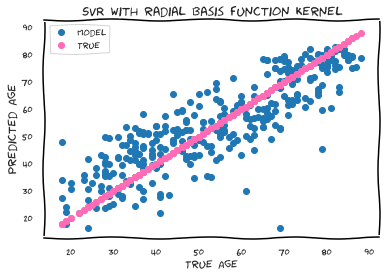 SVR WITH RADIAL BASIS FUNCTION KERNEL
MODEL
TRUE
PREDICTED AGE
90
80
70
60
50
40
30
20
20 30 40 50 60 70 80 90
TRUE AGE